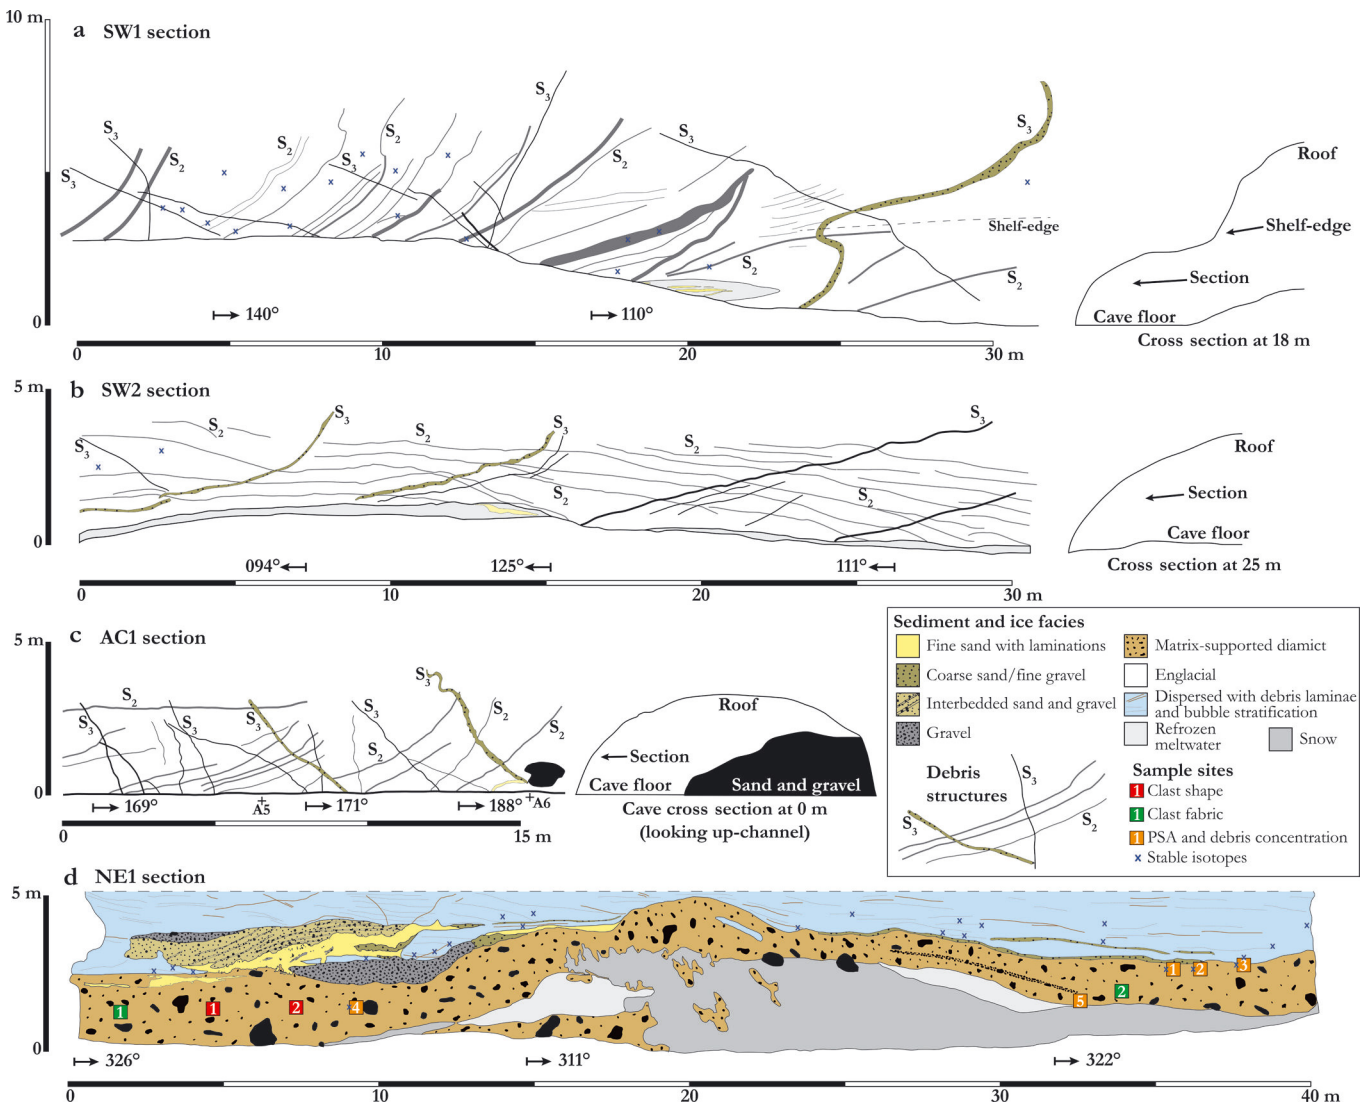 10 m
a SW1 section
S3
S3
S2
S2
S3
S2
S3
S2
S3
S3
S2
S2
Shelf-edge
140°
110°
0
0 10 20 30 m
Roof
Shelf-edge
Section
Cave floor
Cross section at 18 m
5 m
b SW2 section
S3
S2
S3
S2
S3
S2
S2
S3
S2
0
094°
125°
111°
0 10 20 30 m
Roof
Section
Cave floor
Cross section at 25 m
5 m
c AC1 section
S2
S3
S3
S3
S2
S3
S2
S2
0
169°
A5
171°
188°
A6
0 15 m
Roof
Section
Cave floor
Sand and gravel
Cave cross section at 0 m
(looking up-channel)
Sediment and ice facies
Fine sand with laminations
Coarse sand/fine gravel
Interbedded sand and gravel
Gravel
Matrix-supported diamict
Englacial
Dispersed with debris laminae
and bubble stratification
Refrozen
meltwater
Snow
Debris
structures
S3
S3
S2
Sample sites
1 Clast shape
1 Clast fabric
1 PSA and debris concentration
x Stable isotopes
d NE1 section
5 m
1
1
2
4
5
2
1
2
3
0
326°
311°
322°
0 10 20 30 40 m